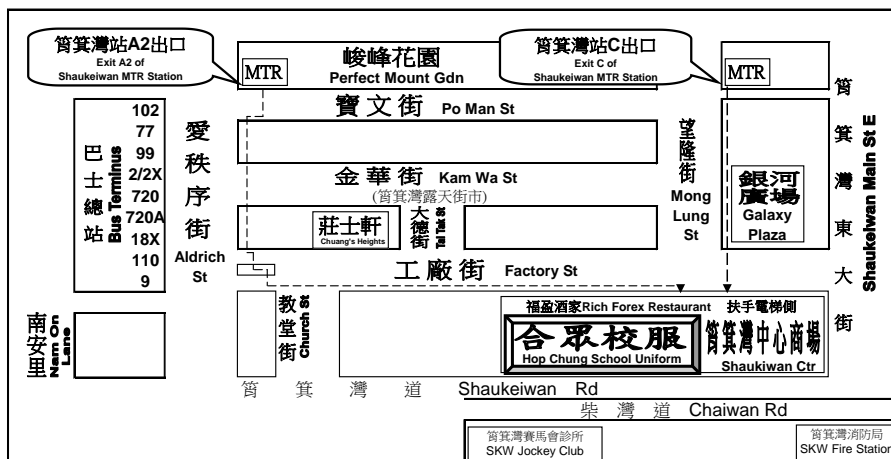 筲箕灣站A2出口
Exit A2 of
Shaukeiwan MTR Station
MTR
峻峰花園
Perfect Mount Gdn
筲箕灣站C出口
Exit C of
Shaukeiwan MTR Station
MTR
寶文街 Po Man St
巴士總站
Bus Terminus
102
77
99
2/2X
720
720A
18X
110
9
愛秩序街
Aldrich
St
金華街 Kam Wa St
(筲箕灣露天街市)
望隆街
Mong
Lung
St
銀河
廣場
Galaxy
Plaza
筲箕灣東大街
Shaukeiwan Main St E
莊士軒
Chuang's Heights
大德街
Tai Tak St
工廠街 Factory St
南安里
Nam On
Lane
教堂街
Church St
福盈酒家Rich Forex Restaurant 扶手電梯側
合眾校服
Hop Chung School Uniform
筲箕灣中心商場
Shaukiwan Ctr
筲箕灣道 Shaukeiwan Rd
柴灣道 Chaiwan Rd
筲箕灣賽馬會診所
SKW Jockey Club
筲箕灣消防局
SKW Fire Station